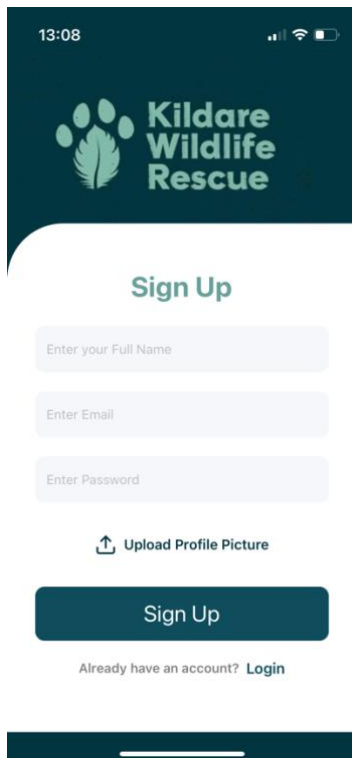 13:08
Kildare
Wildlife
Rescue
Sign Up
Enter your Full Name
Enter Email
Enter Password
Upload Profile Picture
Sign Up
Already have an account? Login